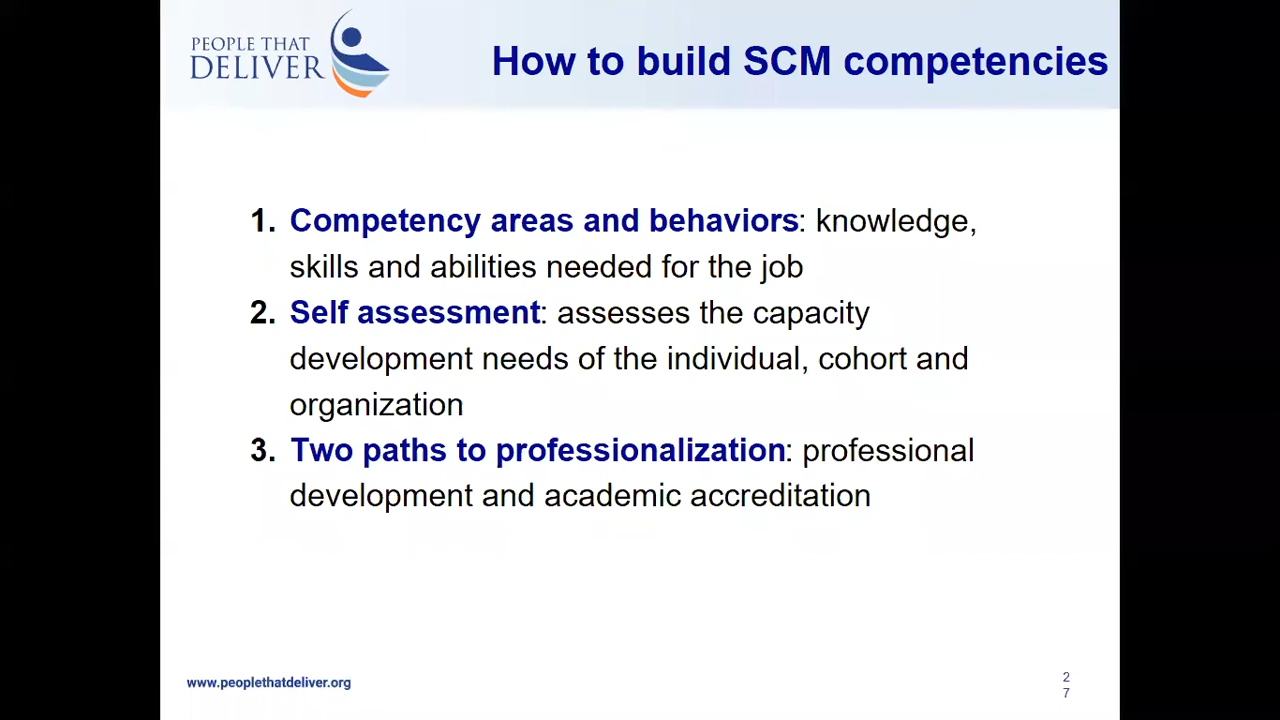 PEOPLE THAT
DELIVER
How to build SCM competencies
1. Competency areas and behaviors: knowledge,
skills and abilities needed for the job
2. Self assessment: assesses the capacity
development needs of the individual, cohort and
organization
3. Two paths to professionalization: professional
development and academic accreditation
www.peoplethatdeliver.org
2
7